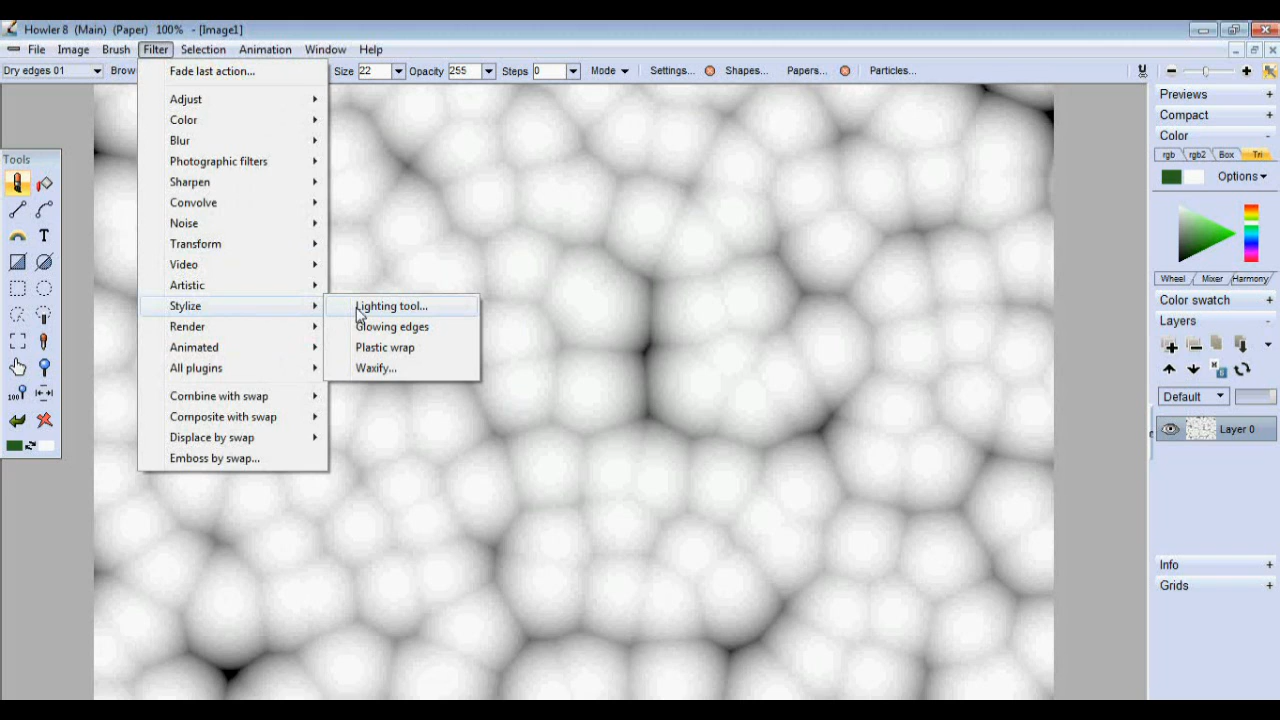 Howler 8 (Main) (Paper) 100% - [Image1]
File Image Brush Filter Selection Animation Window Help
Dry edges 01 Brow Size 22 Opacity 255 Steps 0 Mode Settings... Shapes... Papers... Particles...
Fade last action...
Adjust
Color
Blur
Photographic filters
Sharpen
Convolve
Noise
Transform
Video
Artistic
Stylize
Render
Animated
All plugins
Combine with swap
Composite with swap
Displace by swap
Emboss by swap...
Lighting tool...
Glowing edges
Plastic wrap
Waxify...
Tools
T
100%
Previews +
Compact +
Color -
rgb rgb2 Box Tri
Options
Wheel Mixer Harmony
Color swatch +
Layers -
Default
Layer 0
Info +
Grids +